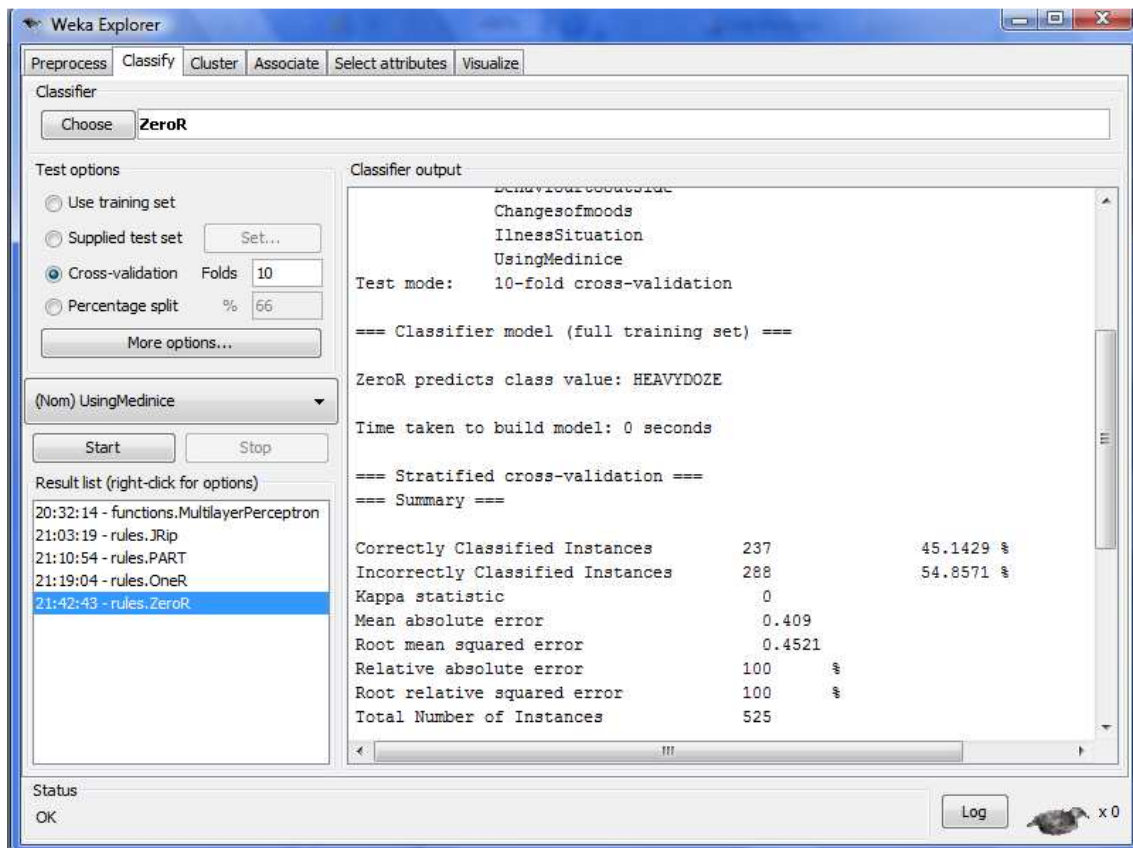 Weka Explorer
Preprocess Classify Cluster Associate Select attributes Visualize
Classifier
Choose ZeroR
Test options
Use training set
Supplied test set Set...
Cross-validation Folds 10
Percentage split % 66
More options...
(Nom) UsingMedinice
Start Stop
Result list (right-click for options)
20:32:14 - functions.MultilayerPerceptron
21:03:19 - rules.JRip
21:10:54 - rules.PART
21:19:04 - rules.OneR
21:42:43 - rules.ZeroR
Classifier output
Changesofmoods
IlnessSituation
UsingMedinice
Test mode: 10-fold cross-validation
=== Classifier model (full training set) ===
ZeroR predicts class value: HEAVYDOZE
Time taken to build model: 0 seconds
=== Stratified cross-validation ===
=== Summary ===
Correctly Classified Instances 237 45.1429 %
Incorrectly Classified Instances 288 54.8571 %
Kappa statistic 0
Mean absolute error 0.409
Root mean squared error 0.4521
Relative absolute error 100 %
Root relative squared error 100 %
Total Number of Instances 525
Status
OK
Log x 0